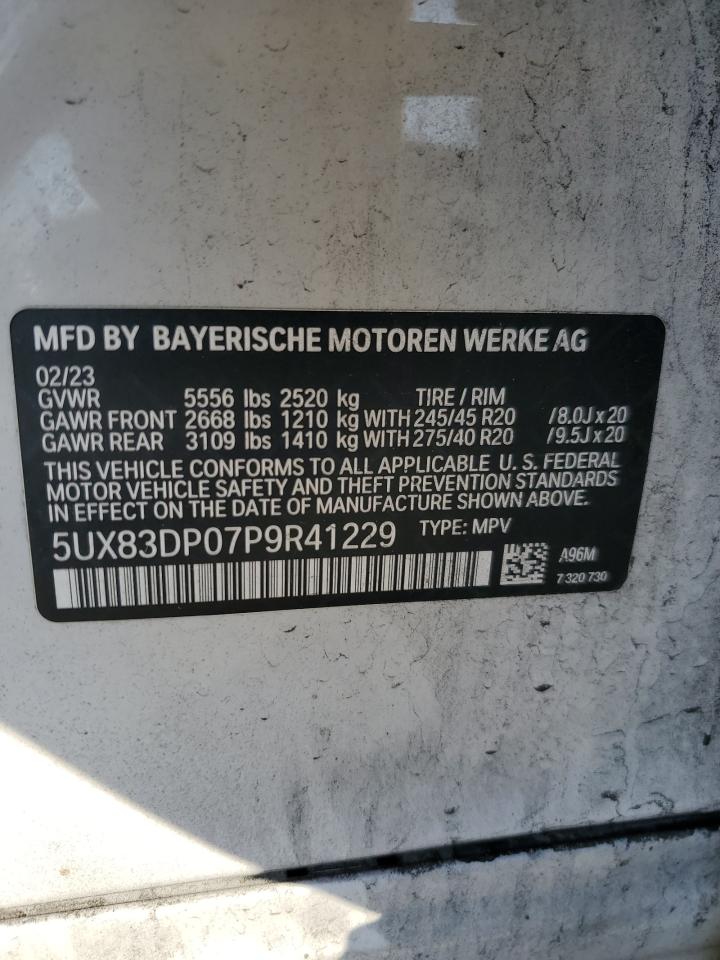 MFD BY BAYERISCHE MOTOREN WERKE AG
02/23
GVWR 5556 lbs 2520 kg TIRE / RIM
GAWR FRONT 2668 lbs 1210 kg WITH 245/45 R20 /8.0J x 20
GAWR REAR 3109 lbs 1410 kg WITH 275/40 R20 /9.5J x 20
THIS VEHICLE CONFORMS TO ALL APPLICABLE U. S. FEDERAL
MOTOR VEHICLE SAFETY AND THEFT PREVENTION STANDARDS
IN EFFECT ON THE DATE OF MANUFACTURE SHOWN ABOVE.
5UX83DP07P9R41229 TYPE: MPV
A96M
7 320 730